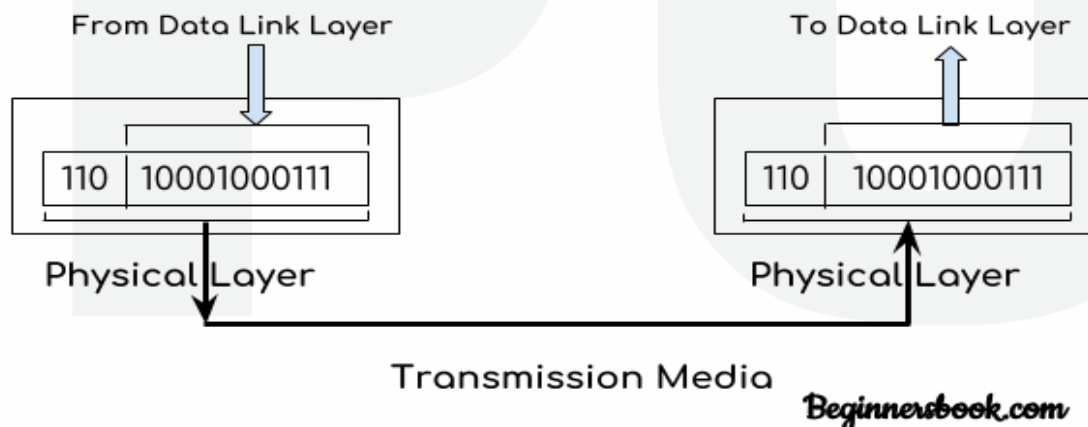 From Data Link Layer
To Data Link Layer
110 10001000111
110 10001000111
Physical Layer
Physical Layer
Transmission Media
Beginnersbook.com